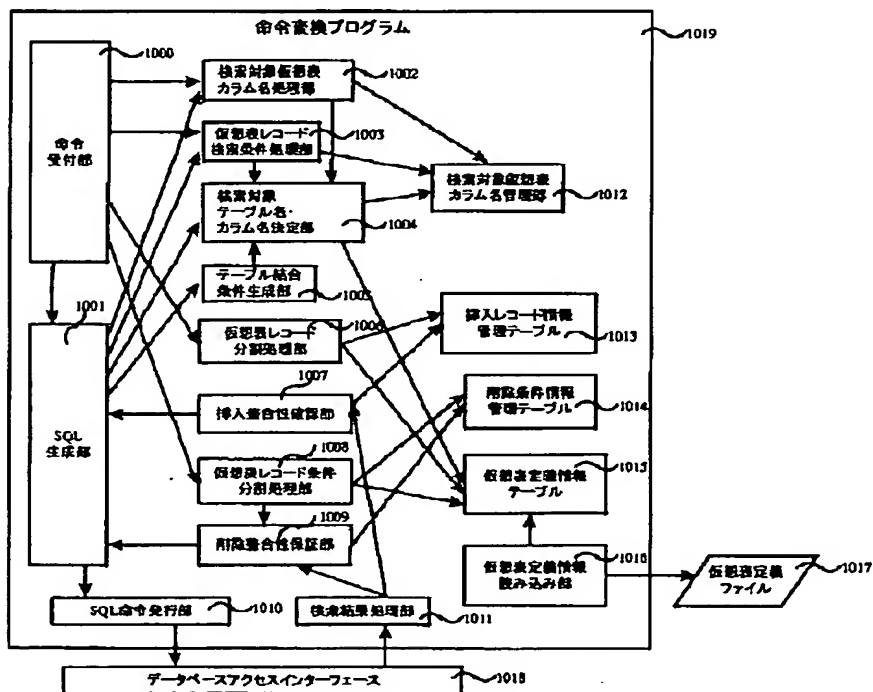 命令変換プログラム
1019
1000
命令
受付部
検索対象仮想表
カラム名処理部
1002
仮想表レコード
検索条件処理部
1003
検索対象
テーブル名・
カラム名決定部
1004
検索対象仮想表
カラム名管理部
1012
テーブル結合
条件生成部
1005
1001
SQL
生成部
仮想表レコード
分割処理部
1006
挿入レコード情報
管理テーブル
1013
1007
挿入整合性確認部
削除条件情報
管理テーブル
1014
1008
仮想表レコード条件
分割処理部
1015
仮想表定義情報
テーブル
1009
削除整合性保証部
1016
仮想表定義情報
読み込み部
仮想表定義
ファイル
1017
SQL命令発行部
1010
検索結果処理部
1011
データベースアクセスインターフェース
1018